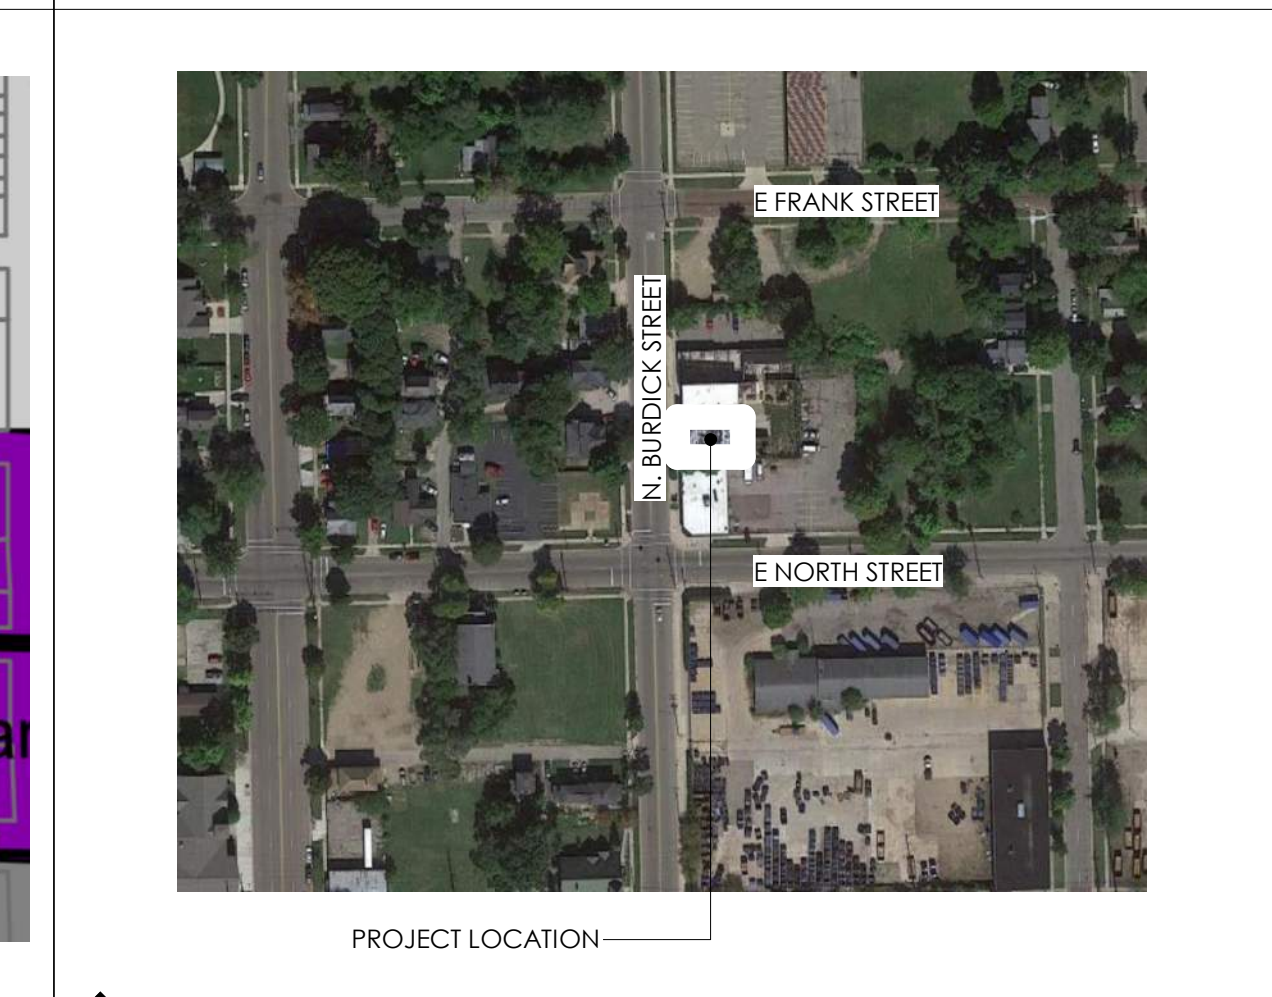 E FRANK STREET
N. BURDICK STREET
E NORTH STREET
PROJECT LOCATION